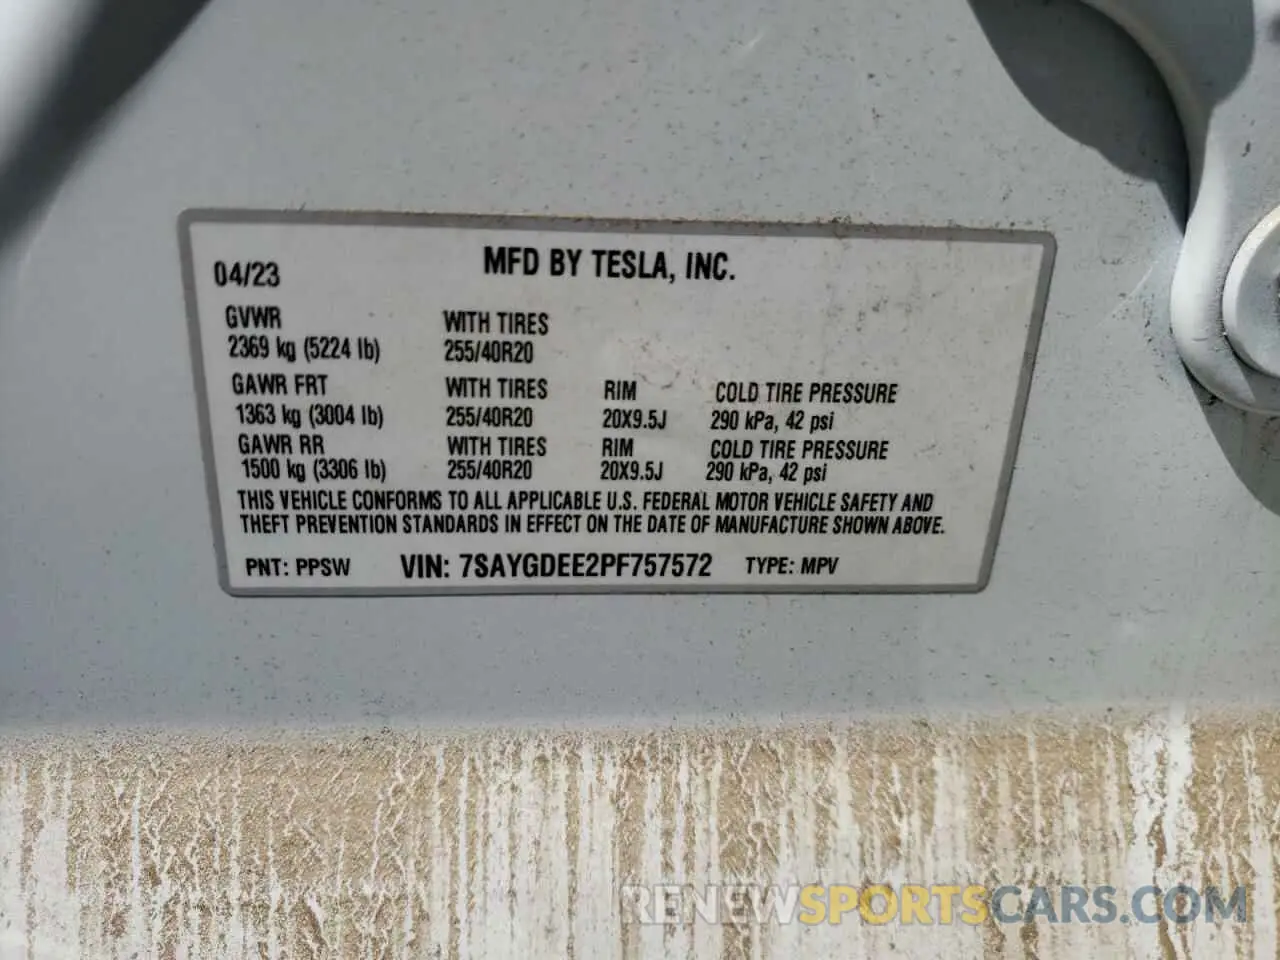 04/23 MFD BY TESLA, INC.
GVWR WITH TIRES
2369 kg (5224 lb) 255/40R20
GAWR FRT WITH TIRES RIM COLD TIRE PRESSURE
1363 kg (3004 lb) 255/40R20 20X9.5J 290 kPa, 42 psi
GAWR RR WITH TIRES RIM COLD TIRE PRESSURE
1500 kg (3306 lb) 255/40R20 20X9.5J 290 kPa, 42 psi
THIS VEHICLE CONFORMS TO ALL APPLICABLE U.S. FEDERAL MOTOR VEHICLE SAFETY AND
THEFT PREVENTION STANDARDS IN EFFECT ON THE DATE OF MANUFACTURE SHOWN ABOVE.
PNT: PPSW VIN: 7SAYGDEE2PF757572 TYPE: MPV
RENEWSPORTSCARS.COM